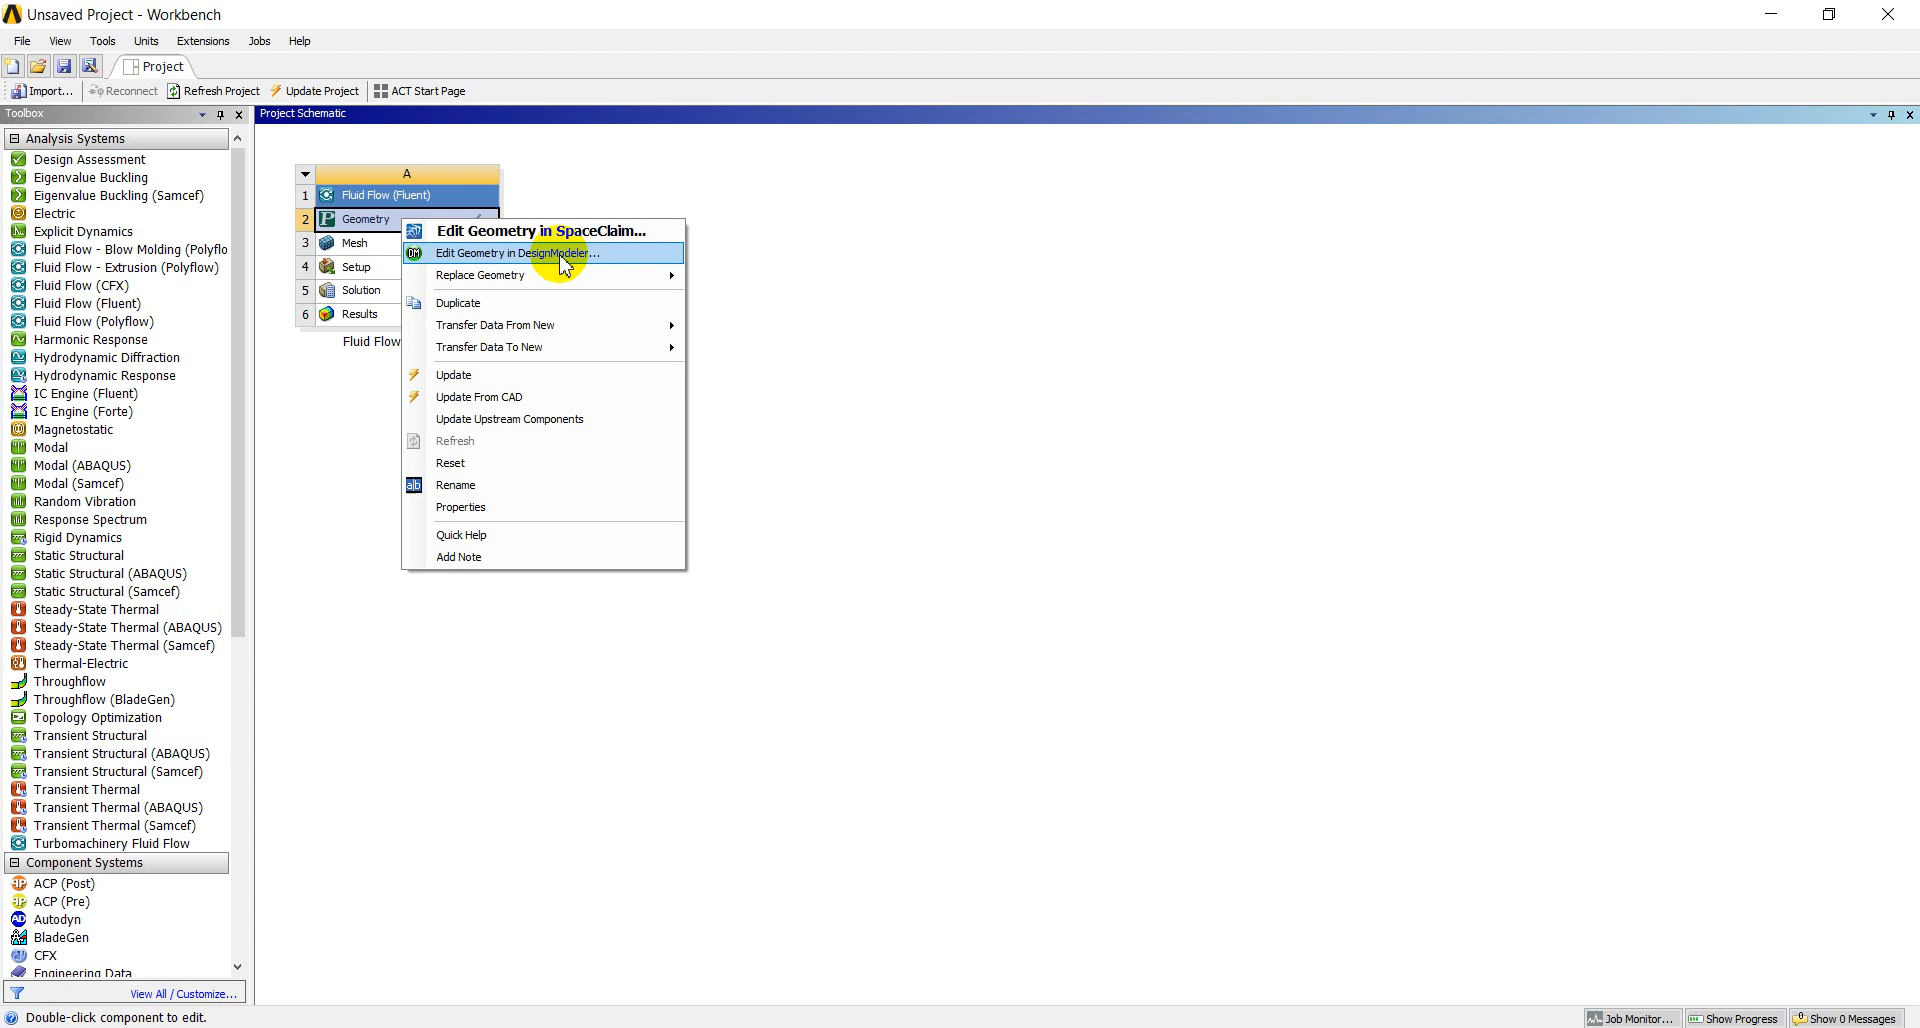 Unsaved Project - Workbench
File View Tools Units Extensions Jobs Help
Project
Import... Reconnect Refresh Project Update Project ACT Start Page
Toolbox
Project Schematic
Analysis Systems
Design Assessment
Eigenvalue Buckling
Eigenvalue Buckling (Samcef)
Electric
Explicit Dynamics
Fluid Flow - Blow Molding (Polyflo
Fluid Flow - Extrusion (Polyflow)
Fluid Flow (CFX)
Fluid Flow (Fluent)
Fluid Flow (Polyflow)
Harmonic Response
Hydrodynamic Diffraction
Hydrodynamic Response
IC Engine (Fluent)
IC Engine (Forte)
Magnetostatic
Modal
Modal (ABAQUS)
Modal (Samcef)
Random Vibration
Response Spectrum
Rigid Dynamics
Static Structural
Static Structural (ABAQUS)
Static Structural (Samcef)
Steady-State Thermal
Steady-State Thermal (ABAQUS)
Steady-State Thermal (Samcef)
Thermal-Electric
Throughflow
Throughflow (BladeGen)
Topology Optimization
Transient Structural
Transient Structural (ABAQUS)
Transient Structural (Samcef)
Transient Thermal
Transient Thermal (ABAQUS)
Transient Thermal (Samcef)
Turbomachinery Fluid Flow
Component Systems
ACP (Post)
ACP (Pre)
Autodyn
BladeGen
CFX
Engineering Data
View All / Customize...
A
1 Fluid Flow (Fluent)
2 Geometry
3 Mesh
4 Setup
5 Solution
6 Results
Fluid Flow
Edit Geometry in SpaceClaim...
Edit Geometry in DesignModeler...
Replace Geometry
Duplicate
Transfer Data From New
Transfer Data To New
Update
Update From CAD
Update Upstream Components
Refresh
Reset
a|b Rename
Properties
Quick Help
Add Note
Double-click component to edit.
Job Monitor... Show Progress Show 0 Messages